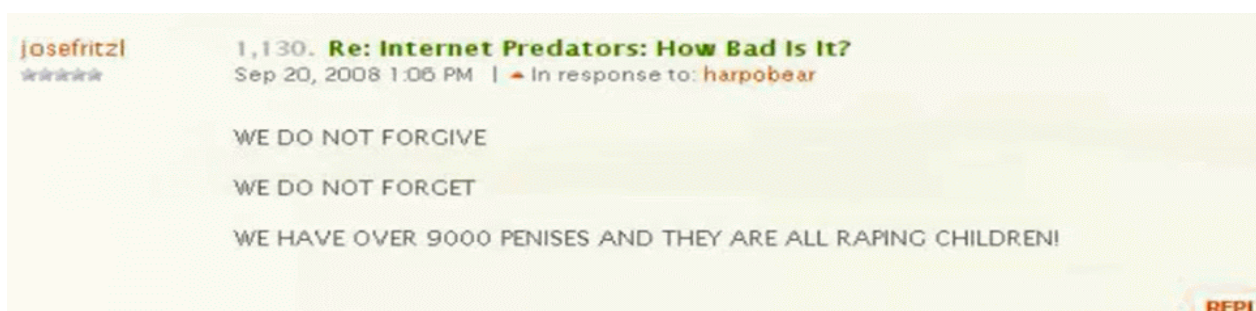 josefritzl
1,130. Re: Internet Predators: How Bad Is It?
Sep 20, 2008 1:06 PM | In response to: harpobear
WE DO NOT FORGIVE
WE DO NOT FORGET
WE HAVE OVER 9000 PENISES AND THEY ARE ALL RAPING CHILDREN!